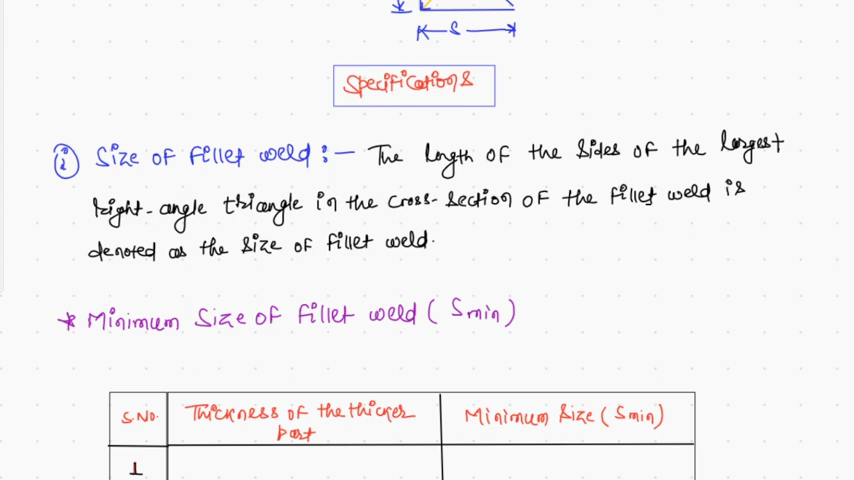 S
Specifications
i Size of fillet weld :- The length of the sides of the largest
right-angle triangle in the cross-section of the fillet weld is
denoted as the size of fillet weld.
* Minimum Size of fillet weld ( Smin )
S.No. Thickness of the thicker part Minimum Size ( Smin )
1